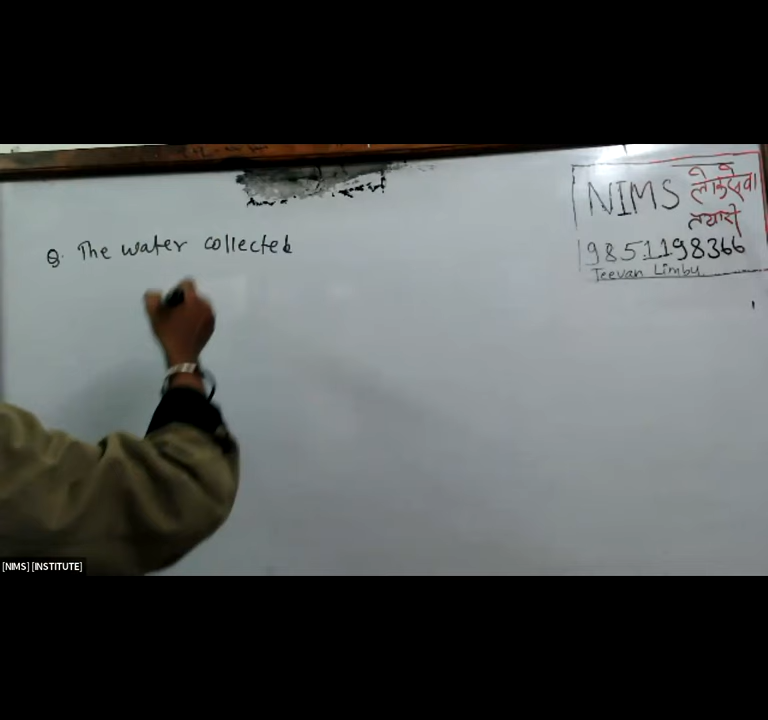 NIMS लोकसेवा
तयारी
9851198366
Jeevan Limbu
Q. The water collected
[NIMS] [INSTITUTE]